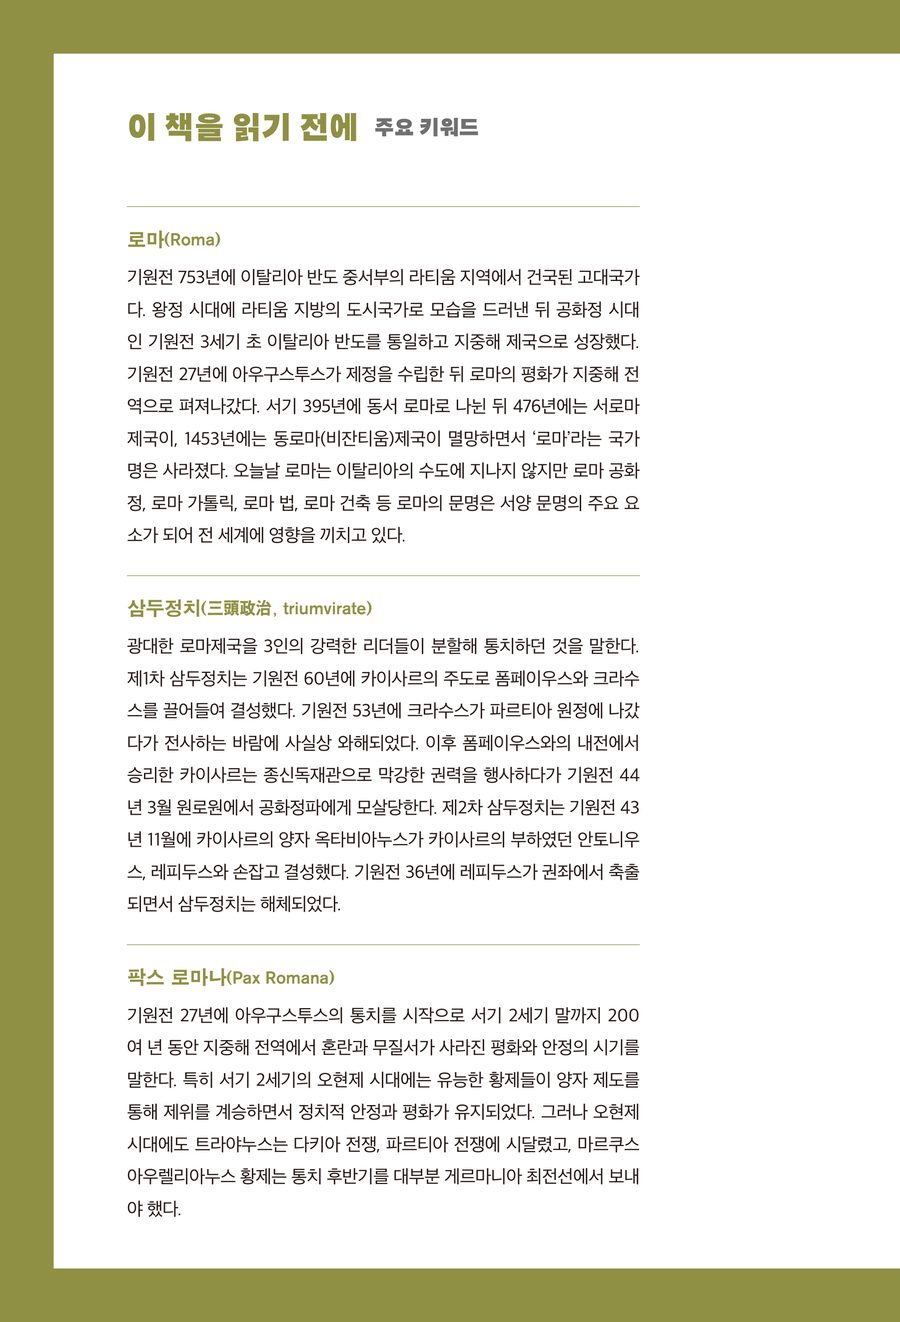 이 책을 읽기 전에 주요 키워드
로마(Roma)
기원전 753년에 이탈리아 반도 중서부의 라티움 지역에서 건국된 고대국가
다. 왕정 시대에 라티움 지방의 도시국가로 모습을 드러낸 뒤 공화정 시대
인 기원전 3세기 초 이탈리아 반도를 통일하고 지중해 제국으로 성장했다.
기원전 27년에 아우구스투스가 제정을 수립한 뒤 로마의 평화가 지중해 전
역으로 퍼져나갔다. 서기 395년에 동서 로마로 나뉜 뒤 476년에는 서로마
제국이, 1453년에는 동로마(비잔티움)제국이 멸망하면서 ‘로마’라는 국가
명은 사라졌다. 오늘날 로마는 이탈리아의 수도에 지나지 않지만 로마 공화
정, 로마 가톨릭, 로마 법, 로마 건축 등 로마의 문명은 서양 문명의 주요 요
소가 되어 전 세계에 영향을 끼치고 있다.
삼두정치(三頭政治, triumvirate)
광대한 로마제국을 3인의 강력한 리더들이 분할해 통치하던 것을 말한다.
제1차 삼두정치는 기원전 60년에 카이사르의 주도로 폼페이우스와 크라수
스를 끌어들여 결성했다. 기원전 53년에 크라수스가 파르티아 원정에 나갔
다가 전사하는 바람에 사실상 와해되었다. 이후 폼페이우스와의 내전에서
승리한 카이사르는 종신독재관으로 막강한 권력을 행사하다가 기원전 44
년 3월 원로원에서 공화정파에게 모살당한다. 제2차 삼두정치는 기원전 43
년 11월에 카이사르의 양자 옥타비아누스가 카이사르의 부하였던 안토니우
스, 레피두스와 손잡고 결성했다. 기원전 36년에 레피두스가 권좌에서 축출
되면서 삼두정치는 해체되었다.
팍스 로마나(Pax Romana)
기원전 27년에 아우구스투스의 통치를 시작으로 서기 2세기 말까지 200
여 년 동안 지중해 전역에서 혼란과 무질서가 사라진 평화와 안정의 시기를
말한다. 특히 서기 2세기의 오현제 시대에는 유능한 황제들이 양자 제도를
통해 제위를 계승하면서 정치적 안정과 평화가 유지되었다. 그러나 오현제
시대에도 트라야누스는 다키아 전쟁, 파르티아 전쟁에 시달렸고, 마르쿠스
아우렐리아누스 황제는 통치 후반기를 대부분 게르마니아 최전선에서 보내
야 했다.